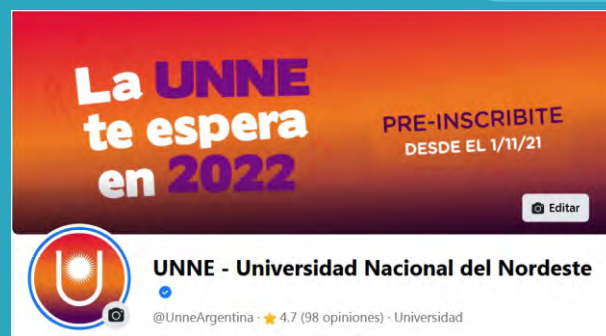 La UNNE
te espera
en 2022
PRE-INSCRIBITE
DESDE EL 1/11/21
Editar
UNNE - Universidad Nacional del Nordeste
@UnneArgentina · 4.7 (98 opiniones) · Universidad